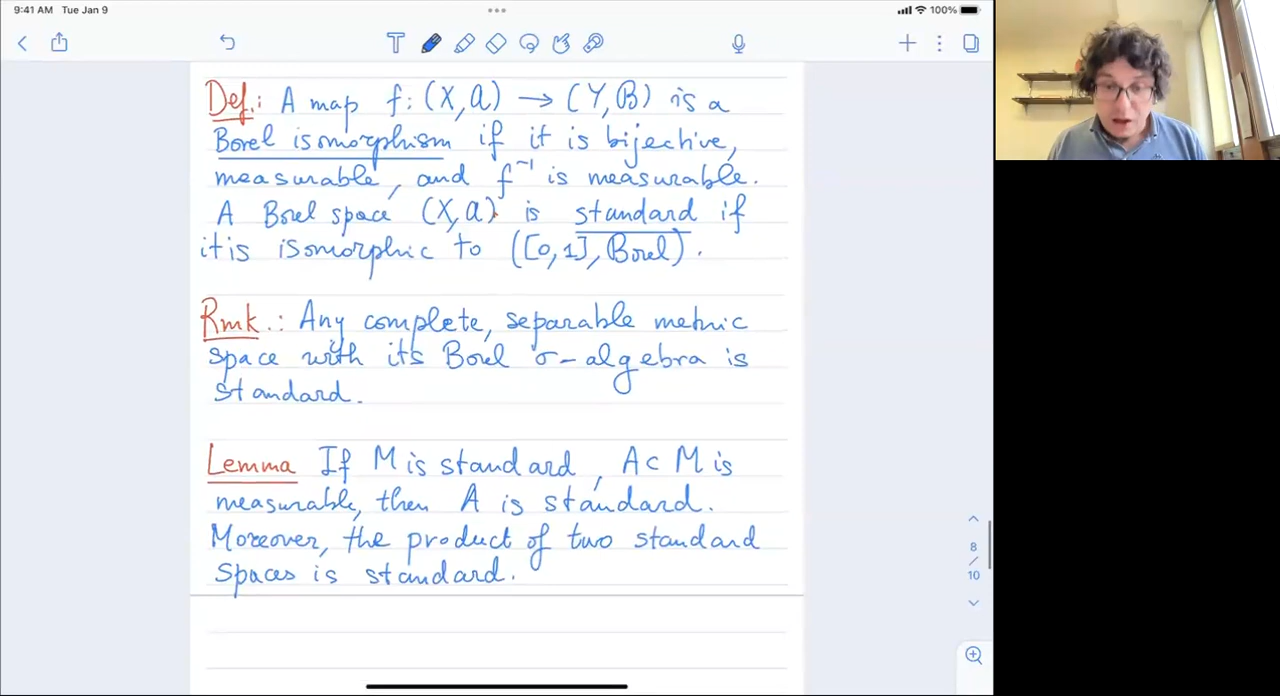 9:41 AM Tue Jan 9
100%
Def.: A map f: (X, a) → (Y, B) is a
Borel isomorphism if it is bijective,
measurable, and f⁻¹ is measurable.
A Borel space (X, a) is standard if
it is isomorphic to ([0,1], Borel).
Rmk.: Any complete, separable metric
space with its Borel σ-algebra is
standard.
Lemma If M is standard, A ⊂ M is
measurable, then A is standard.
Moreover, the product of two standard
spaces is standard.
8
/
10